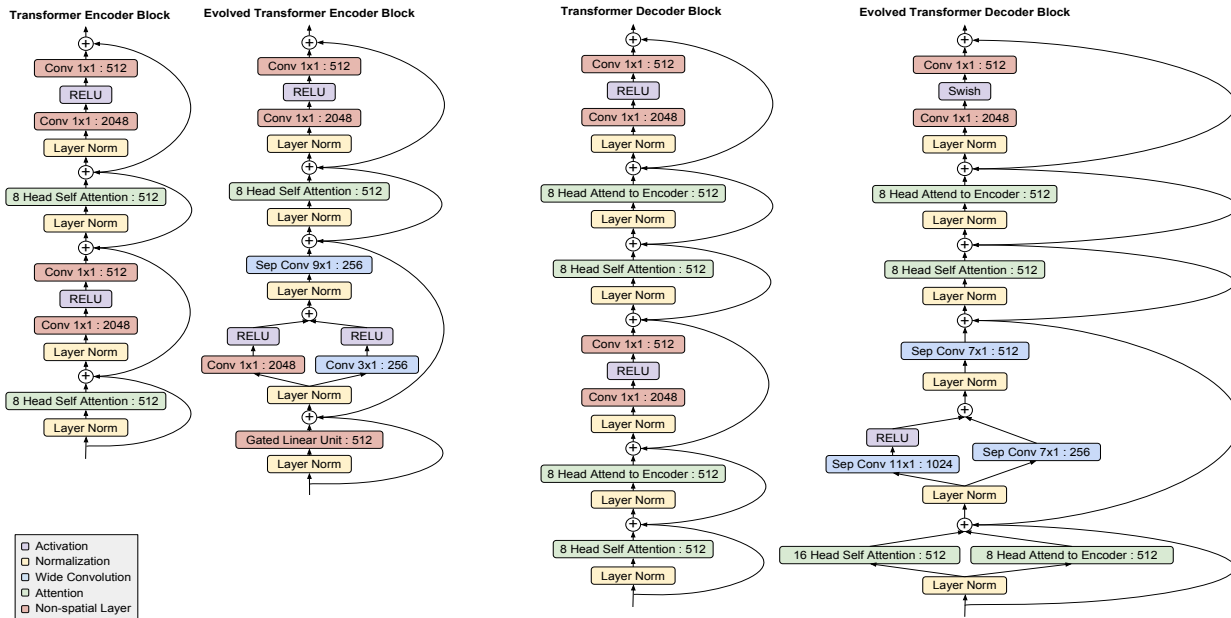 Transformer Encoder Block
Conv 1x1 : 512
RELU
Conv 1x1 : 2048
Layer Norm
8 Head Self Attention : 512
Layer Norm
Conv 1x1 : 512
RELU
Conv 1x1 : 2048
Layer Norm
8 Head Self Attention : 512
Layer Norm
Evolved Transformer Encoder Block
Conv 1x1 : 512
RELU
Conv 1x1 : 2048
Layer Norm
8 Head Self Attention : 512
Layer Norm
Sep Conv 9x1 : 256
Layer Norm
RELU
RELU
Conv 1x1 : 2048
Conv 3x1 : 256
Layer Norm
Gated Linear Unit : 512
Layer Norm
Transformer Decoder Block
Conv 1x1 : 512
RELU
Conv 1x1 : 2048
Layer Norm
8 Head Attend to Encoder : 512
Layer Norm
8 Head Self Attention : 512
Layer Norm
Conv 1x1 : 512
RELU
Conv 1x1 : 2048
Layer Norm
8 Head Attend to Encoder : 512
Layer Norm
8 Head Self Attention : 512
Layer Norm
Evolved Transformer Decoder Block
Conv 1x1 : 512
Swish
Conv 1x1 : 2048
Layer Norm
8 Head Attend to Encoder : 512
Layer Norm
8 Head Self Attention : 512
Layer Norm
Sep Conv 7x1 : 512
Layer Norm
RELU
Sep Conv 11x1 : 1024
Sep Conv 7x1 : 256
Layer Norm
16 Head Self Attention : 512
8 Head Attend to Encoder : 512
Layer Norm
Activation
Normalization
Wide Convolution
Attention
Non-spatial Layer